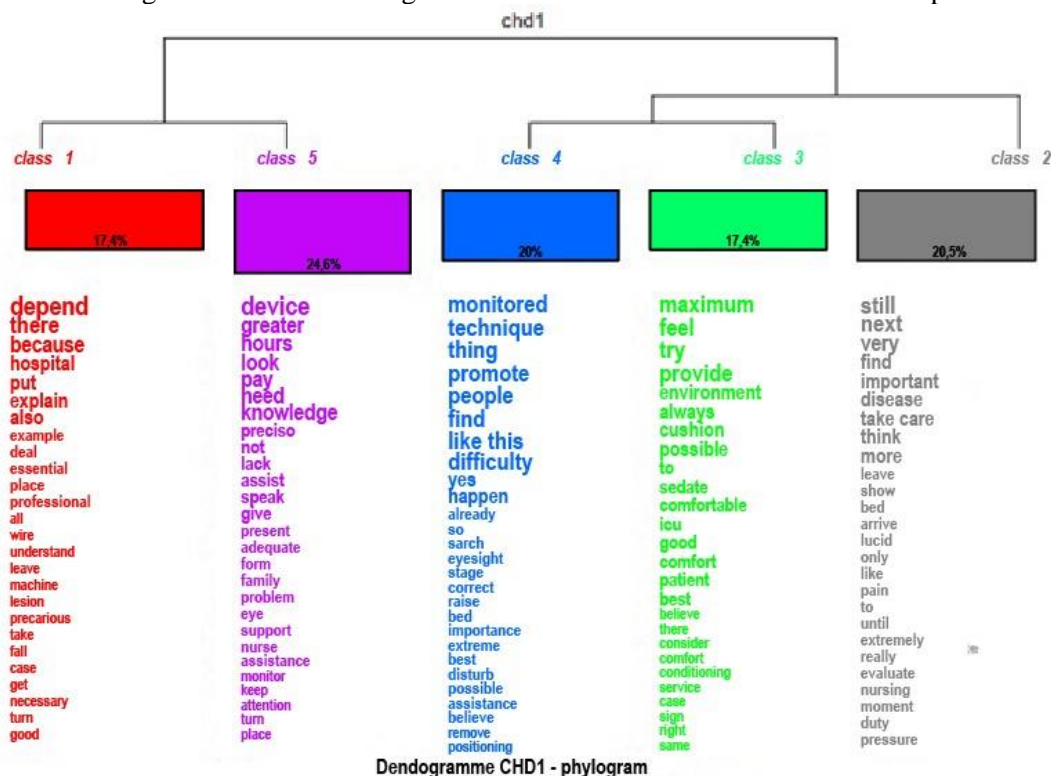 chd1
class 1
class 5
class 4
class 3
class 2
17,4%
24,6%
20%
17,4%
20,5%
depend
there
because
hospital
put
explain
also
example
deal
essential
place
professional
all
wire
understand
leave
machine
lesion
precarious
take
fall
case
get
necessary
turn
good
device
greater
hours
look
pay
need
knowledge
preciso
not
lack
assist
speak
give
present
adequate
form
family
problem
eye
support
nurse
assistance
monitor
keep
attention
turn
place
monitored
technique
thing
promote
people
find
like this
difficulty
yes
happen
already
so
sarch
eyesight
stage
correct
raise
bed
importance
extreme
best
disturb
possible
assistance
believe
remove
positioning
maximum
feel
try
provide
environment
always
cushion
possible
to
sedate
comfortable
icu
good
comfort
patient
best
believe
there
consider
comfort
conditioning
service
case
sign
right
same
still
next
very
find
important
disease
take care
think
more
leave
show
bed
arrive
lucid
only
like
pain
to
until
extremely
really
evaluate
nursing
moment
duty
pressure
Dendogramme CHD1 - phylogram